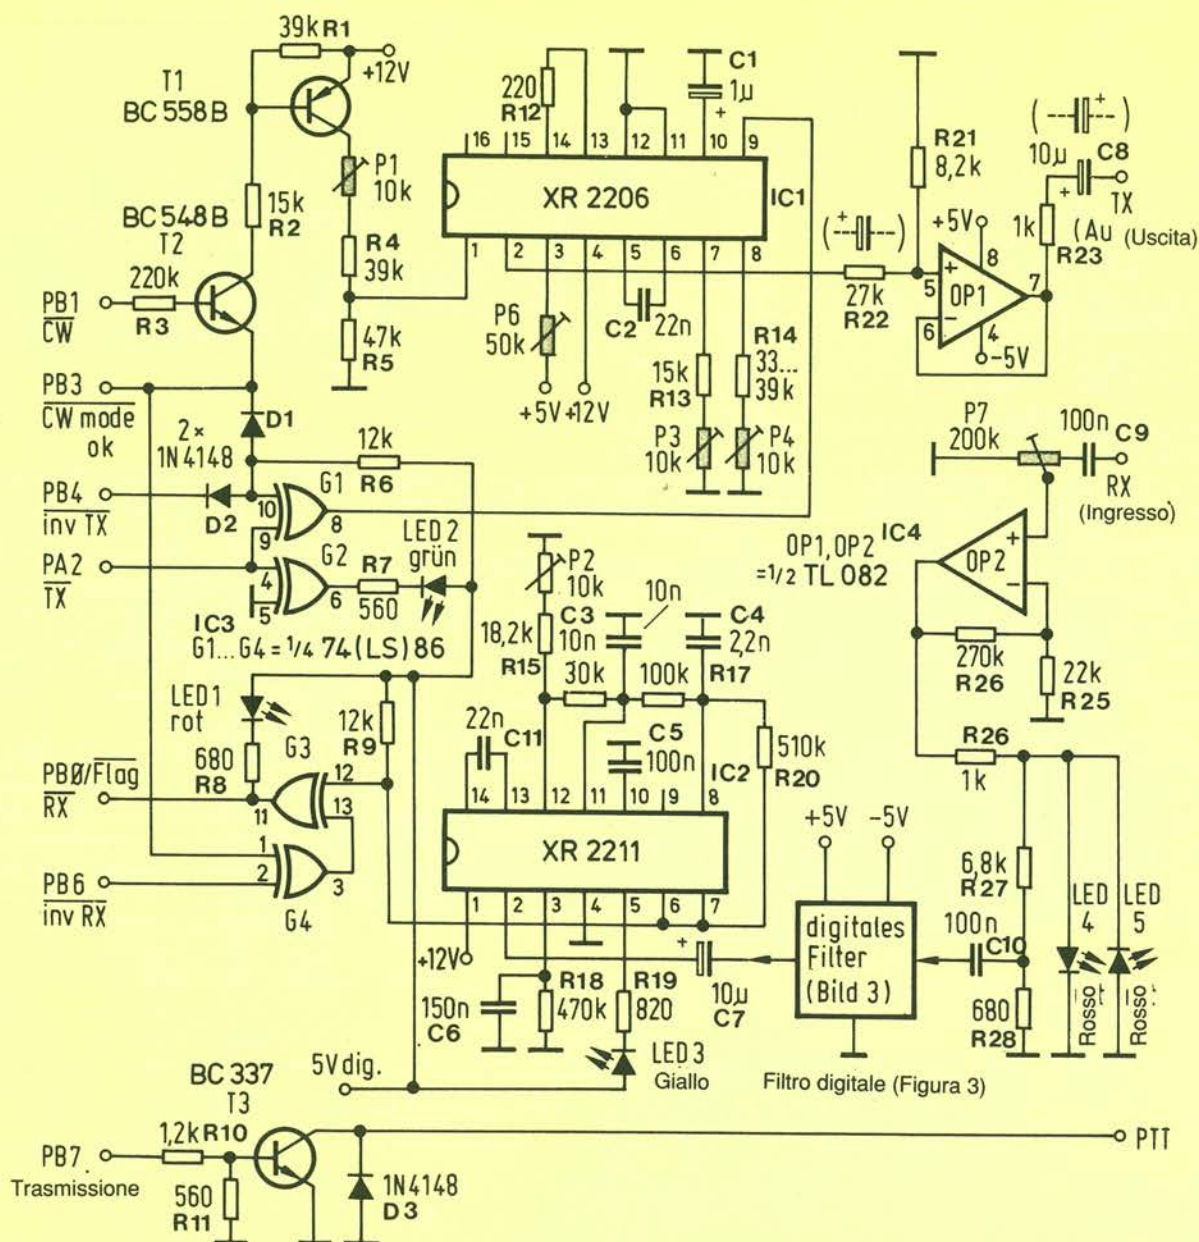 39k R1
+12V
T1
BC 558 B
P1
10k
15k
R2
BC 548 B
T2
220k
R3
PB1
CW
R4
39k
47k
R5
PB3
CW mode
ok
D1
2×
1N 4148
12k
R6
PB4
inv TX
D2
G1
10
9
8
PA2
TX
G2
4
5
6
R7
560
LED 2
grün
IC3
G1...G4 = 1/4 74 (LS) 86
220
R12
C1
1µ
+
16
15
14
13
12
11
10
9
XR 2206
IC1
1
2
3
4
5
6
7
8
P6
50k
+5V
+12V
C2
22n
15k
R13
P3
10k
R14
33...
39k
P4
10k
R21
8,2k
(--+--)
27k
R22
+5V
8
+
5
OP1
7
6
−
4
-5V
1k
R23
(--+--)
10µ
C8
+
TX
(Au (Uscita)
P7
200k
100n
C9
RX
(Ingresso)
IC4
OP1, OP2
=1/2 TL 082
OP2
+
−
270k
R26
22k
R25
R26
1k
P2
10k
18,2k
R15
C3
10n
10n
C4
2,2n
30k
100k
R17
22n
C11
C5
100n
510k
R20
IC2
14
13
12
11
10
9
8
XR 2211
1
2
3
4
5
6
7
+12V
LED 1
rot
680
R8
G3
12k
R9
12
13
11
PB0/Flag
RX
1
2
3
PB6
inv RX
G4
150n
C6
R18
470k
R19
820
LED 3
Giallo
+
10µ
C7
+5V
-5V
digitales
Filter
(Bild 3)
Filtro digitale (Figura 3)
100n
C10
6,8k
R27
680
R28
LED
4
Rosso
LED
5
Rosso
5V dig.
BC 337
T3
1,2k R10
PB7
Trasmissione
560
R11
1N 4148
D3
PTT